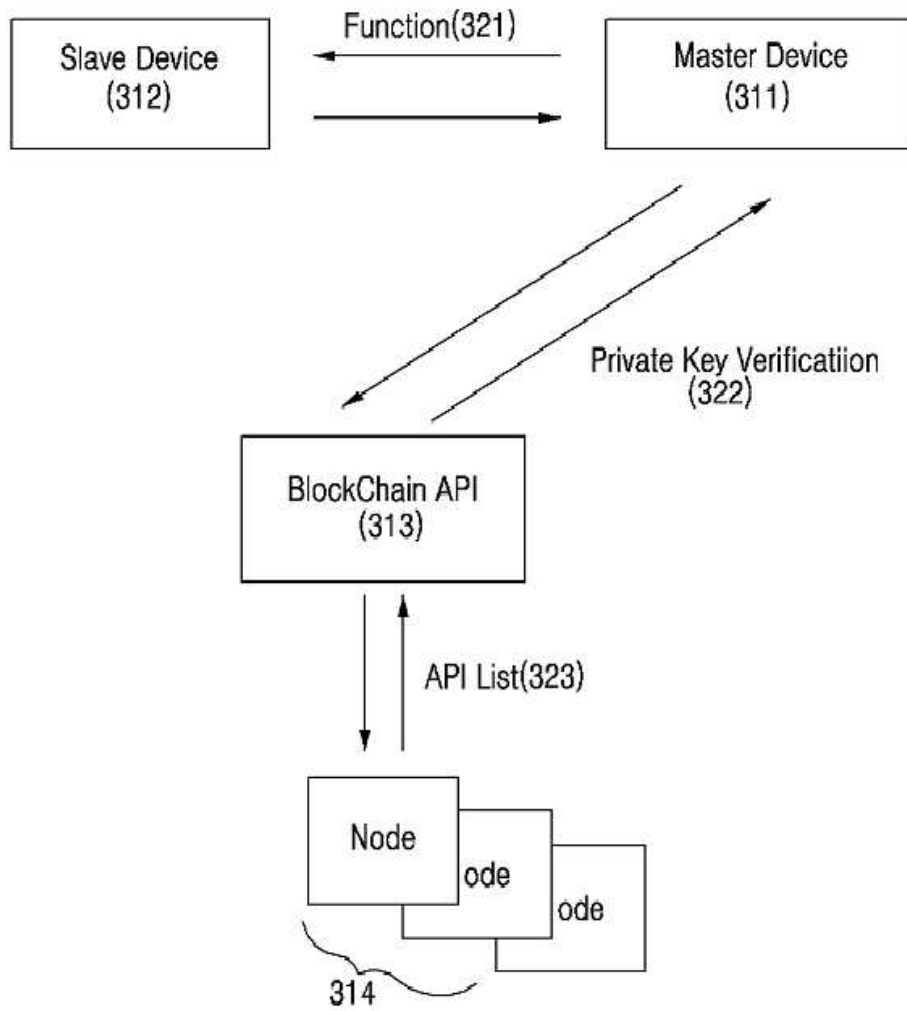 Function(321)
Slave Device
(312)
Master Device
(311)
Private Key Verificatiion
(322)
BlockChain API
(313)
API List(323)
Node
ode
ode
314